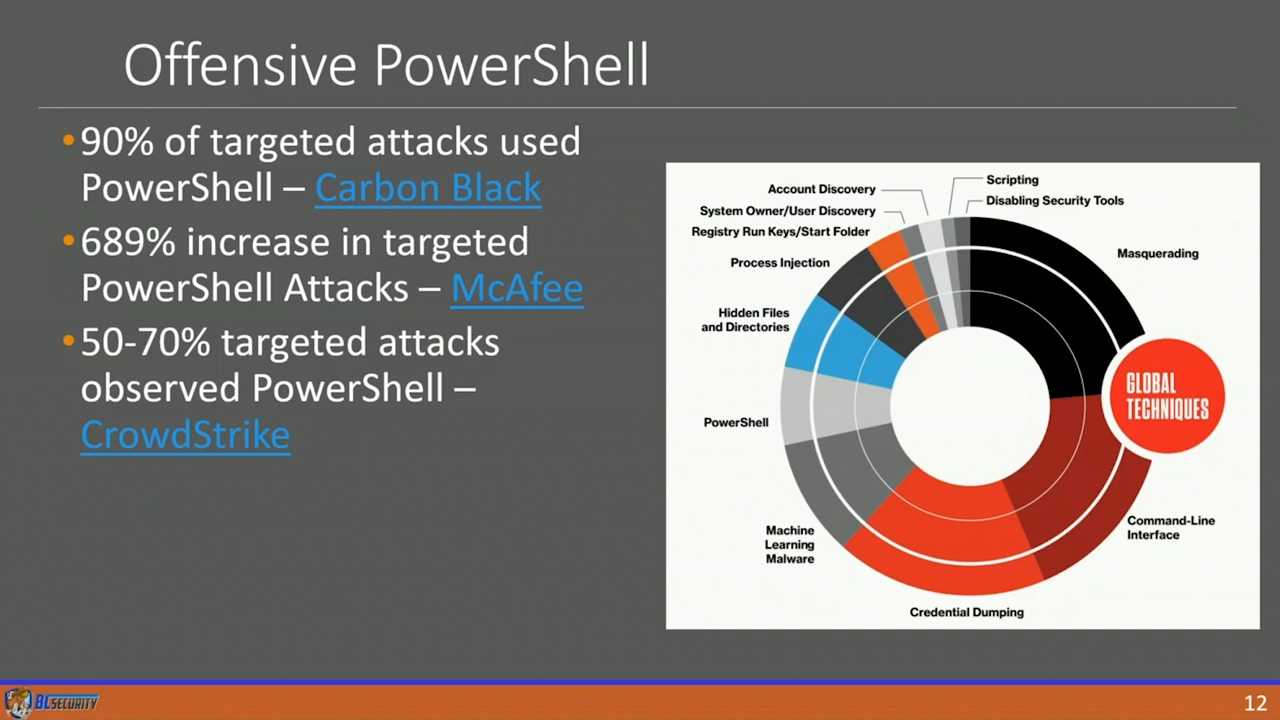 Offensive PowerShell
•90% of targeted attacks used
PowerShell – Carbon Black
•689% increase in targeted
PowerShell Attacks – McAfee
•50-70% targeted attacks
observed PowerShell –
CrowdStrike
Scripting
Account Discovery
Disabling Security Tools
System Owner/User Discovery
Registry Run Keys/Start Folder
Masquerading
Process Injection
Hidden Files
and Directories
GLOBAL
TECHNIQUES
PowerShell
Command-Line
Interface
Machine
Learning
Malware
Credential Dumping
BLSECURITY
12